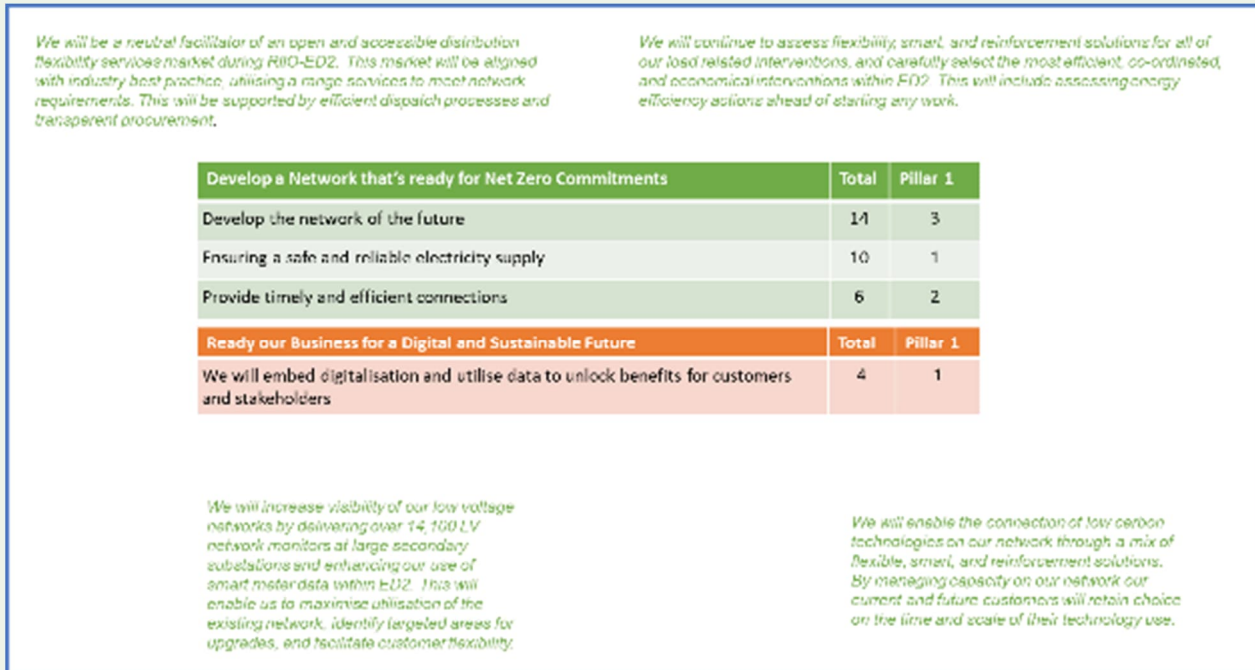 We will be a neutral facilitator of an open and accessible distribution
flexibility services market during RIIO-ED2. This market will be aligned
with industry best practice, utilising a range services to meet network
requirements. This will be supported by efficient dispatch processes and
transparent procurement.
We will continue to assess flexibility, smart, and reinforcement solutions for all of
our load related interventions, and carefully select the most efficient, co-ordinated,
and economical interventions within ED2. This will include assessing energy
efficiency actions ahead of starting any work.
Develop a Network that's ready for Net Zero Commitments Total Pillar 1
Develop the network of the future 14 3
Ensuring a safe and reliable electricity supply 10 1
Provide timely and efficient connections 6 2
Ready our Business for a Digital and Sustainable Future Total Pillar 1
We will embed digitalisation and utilise data to unlock benefits for customers 4 1
and stakeholders
We will increase visibility of our low voltage
networks by delivering over 14,100 LV
network monitors at large secondary
substations and enhancing our use of
smart meter data within ED2. This will
enable us to maximise utilisation of the
existing network, identify targeted areas for
upgrades, and facilitate customer flexibility.
We will enable the connection of low carbon
technologies on our network through a mix of
flexible, smart, and reinforcement solutions.
By managing capacity on our network our
current and future customers will retain choice
on the time and scale of their technology use.